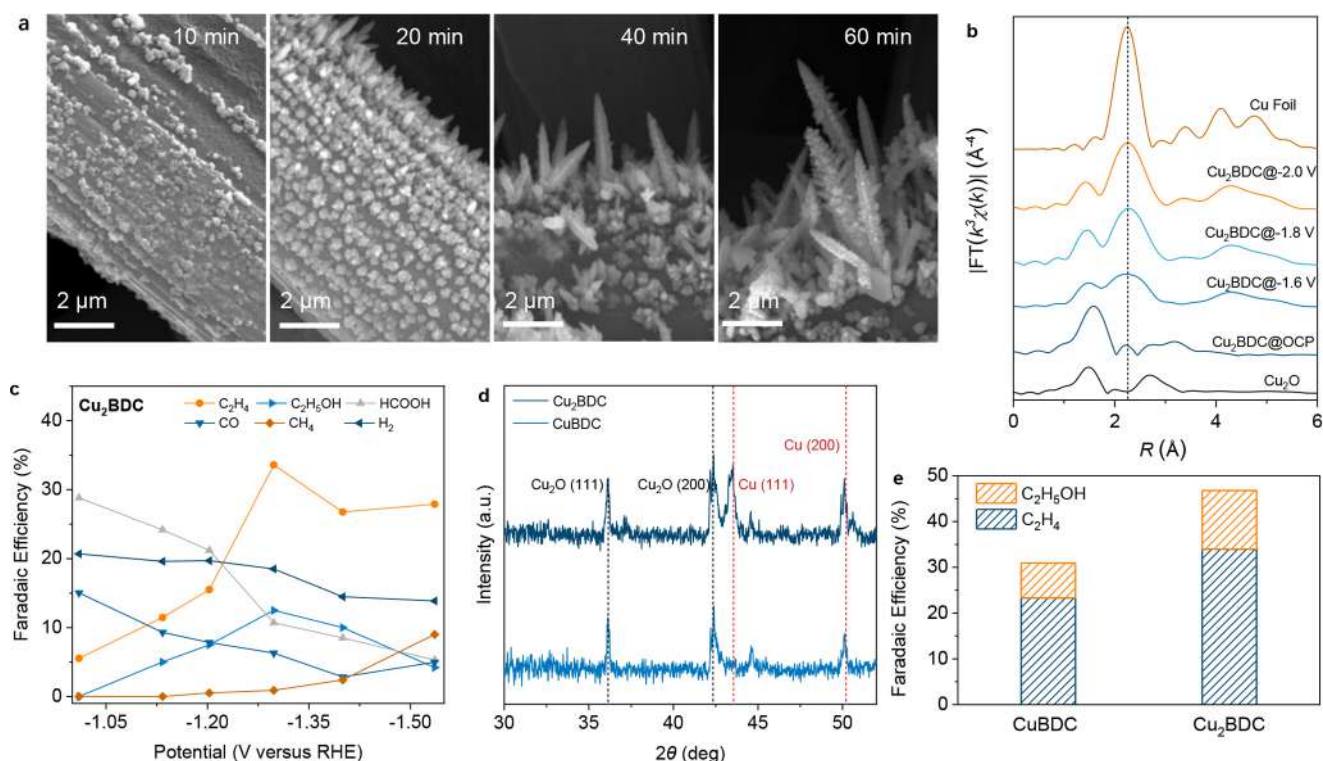 a
10 min
20 min
40 min
60 min
2 μm
2 μm
2 μm
2 μm
b
|FT(k³χ(k))| (Å⁻⁴)
Cu Foil
Cu₂BDC@-2.0 V
Cu₂BDC@-1.8 V
Cu₂BDC@-1.6 V
Cu₂BDC@OCP
Cu₂O
0 1 2 3 4 5 6
R (Å)
c
Cu₂BDC
C₂H₄ C₂H₅OH HCOOH
CO CH₄ H₂
Faradaic Efficiency (%)
40
30
20
10
0
-1.05 -1.20 -1.35 -1.50
Potential (V versus RHE)
d
Cu₂BDC
CuBDC
Cu (200)
Cu₂O (111) Cu₂O (200) Cu (111)
Intensity (a.u.)
30 35 40 45 50
2θ (deg)
e
C₂H₅OH
C₂H₄
Faradaic Efficiency (%)
50
40
30
20
10
0
CuBDC Cu₂BDC